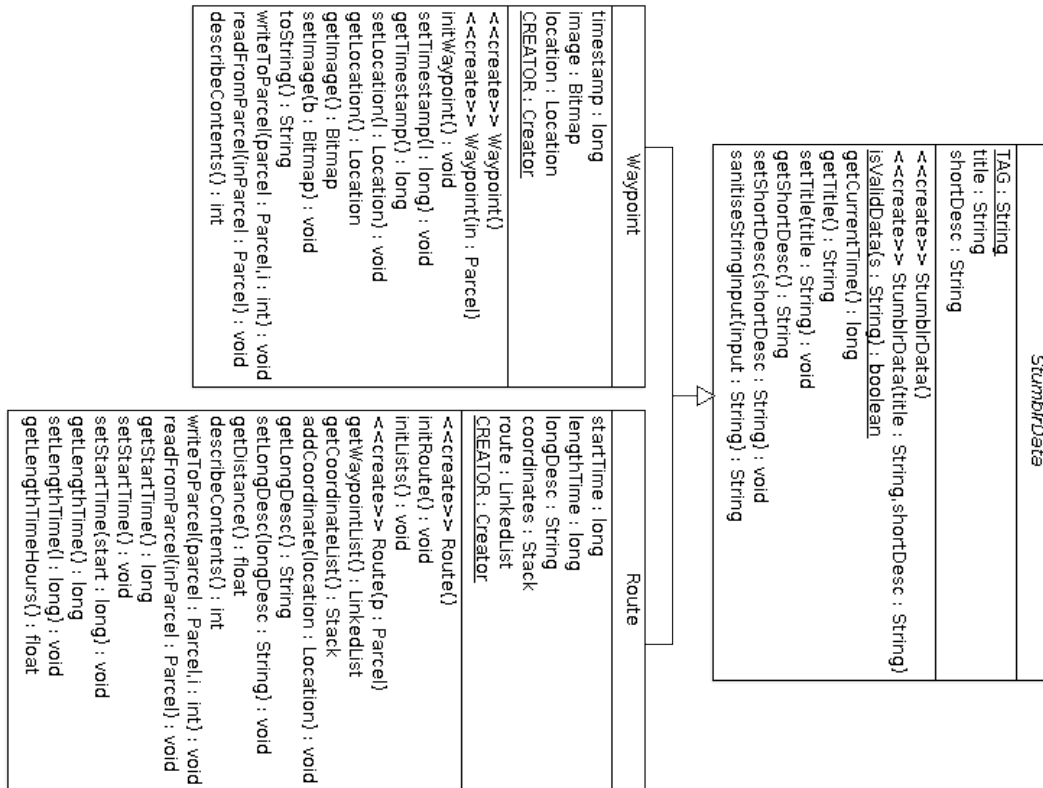 StumblrData
TAG : String
title : String
shortDesc : String
<<create>> StumblrData()
<<create>> StumblrData(title : String,shortDesc : String)
isValidData(s : String) : boolean
getCurrentTime() : long
getTitle() : String
setTitle(title : String) : void
getShortDesc() : String
setShortDesc(shortDesc : String) : void
sanitiseStringInput(input : String) : String
Waypoint
timestamp : long
image : Bitmap
location : Location
CREATOR : Creator
<<create>> Waypoint()
<<create>> Waypoint(in : Parcel)
initWaypoint() : void
setTimestamp(l : long) : void
getTimestamp() : long
setLocation(l : Location) : void
getLocation() : Location
getImage() : Bitmap
setImage(b : Bitmap) : void
toString() : String
writeToParcel(parcel : Parcel,i : int) : void
readFromParcel(inParcel : Parcel) : void
describeContents() : int
Route
startTime : long
lengthTime : long
longDesc : String
coordinates : Stack
route : LinkedList
CREATOR : Creator
<<create>> Route()
initRoute() : void
initLists() : void
<<create>> Route(p : Parcel)
getWaypointList() : LinkedList
getCoordinateList() : Stack
addCoordinate(location : Location) : void
getLongDesc() : String
setLongDesc(longDesc : String) : void
getDistance() : float
describeContents() : int
writeToParcel(parcel : Parcel,i : int) : void
readFromParcel(inParcel : Parcel) : void
getStartTime() : long
setStartTime() : void
setStartTime(start : long) : void
getLengthTime() : long
setLengthTime(l : long) : void
getLengthTimeHours() : float